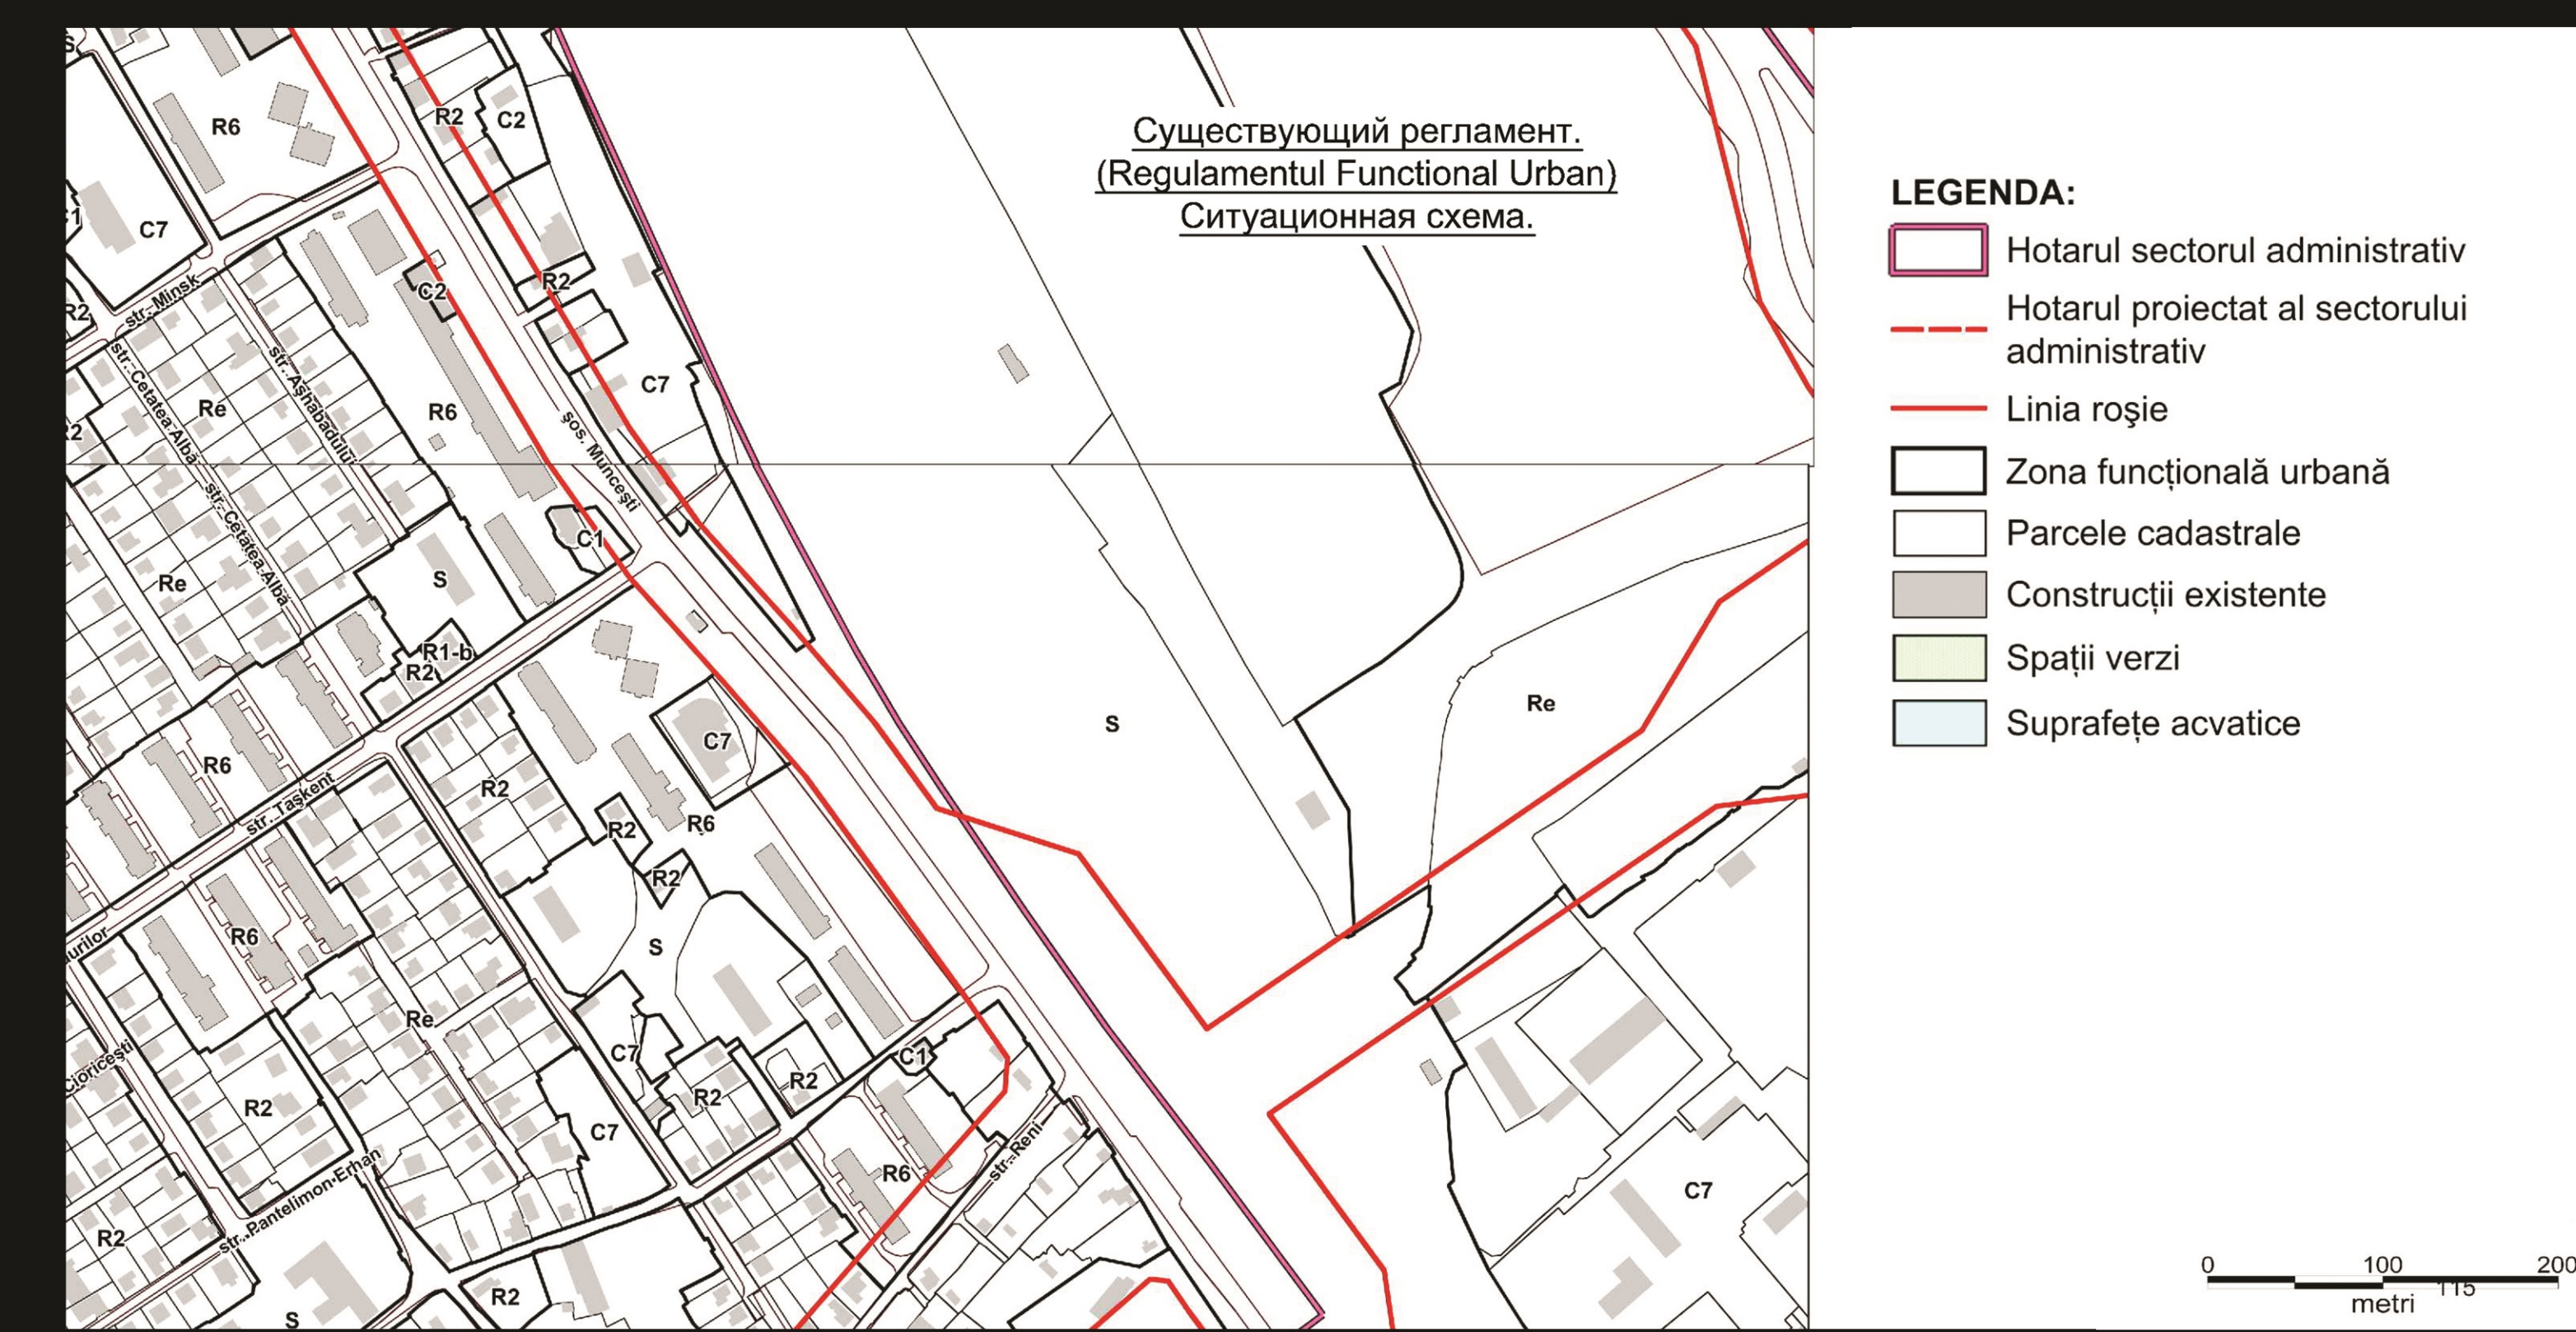 Существующий регламент.
(Regulamentul Functional Urban)
Ситуационная схема.
LEGENDA:
Hotarul sectorul administrativ
Hotarul proiectat al sectorului
administrativ
Linia roşie
Zona funcțională urbană
Parcele cadastrale
Construcții existente
Spații verzi
Suprafețe acvatice
0 100 200
115
metri
S
R6
R2
C2
C7
C1
R2
str. Minsk
C2
R2
str. Cetatea Albă
str. Aşhabadului
Re
R6
C7
R2
şos. Munceşti
str. Cetatea Albă
C1
Re
S
R1-b
R2
S
Re
C7
R6
R2
str. Taşkent
R2
R6
R2
S
R6
urilor
Re
C7
C1
R2
R2
Cioriceşti
R2
C7
R6
str. Reni
C7
str. Pantelimon Erhan
R2
R2
S